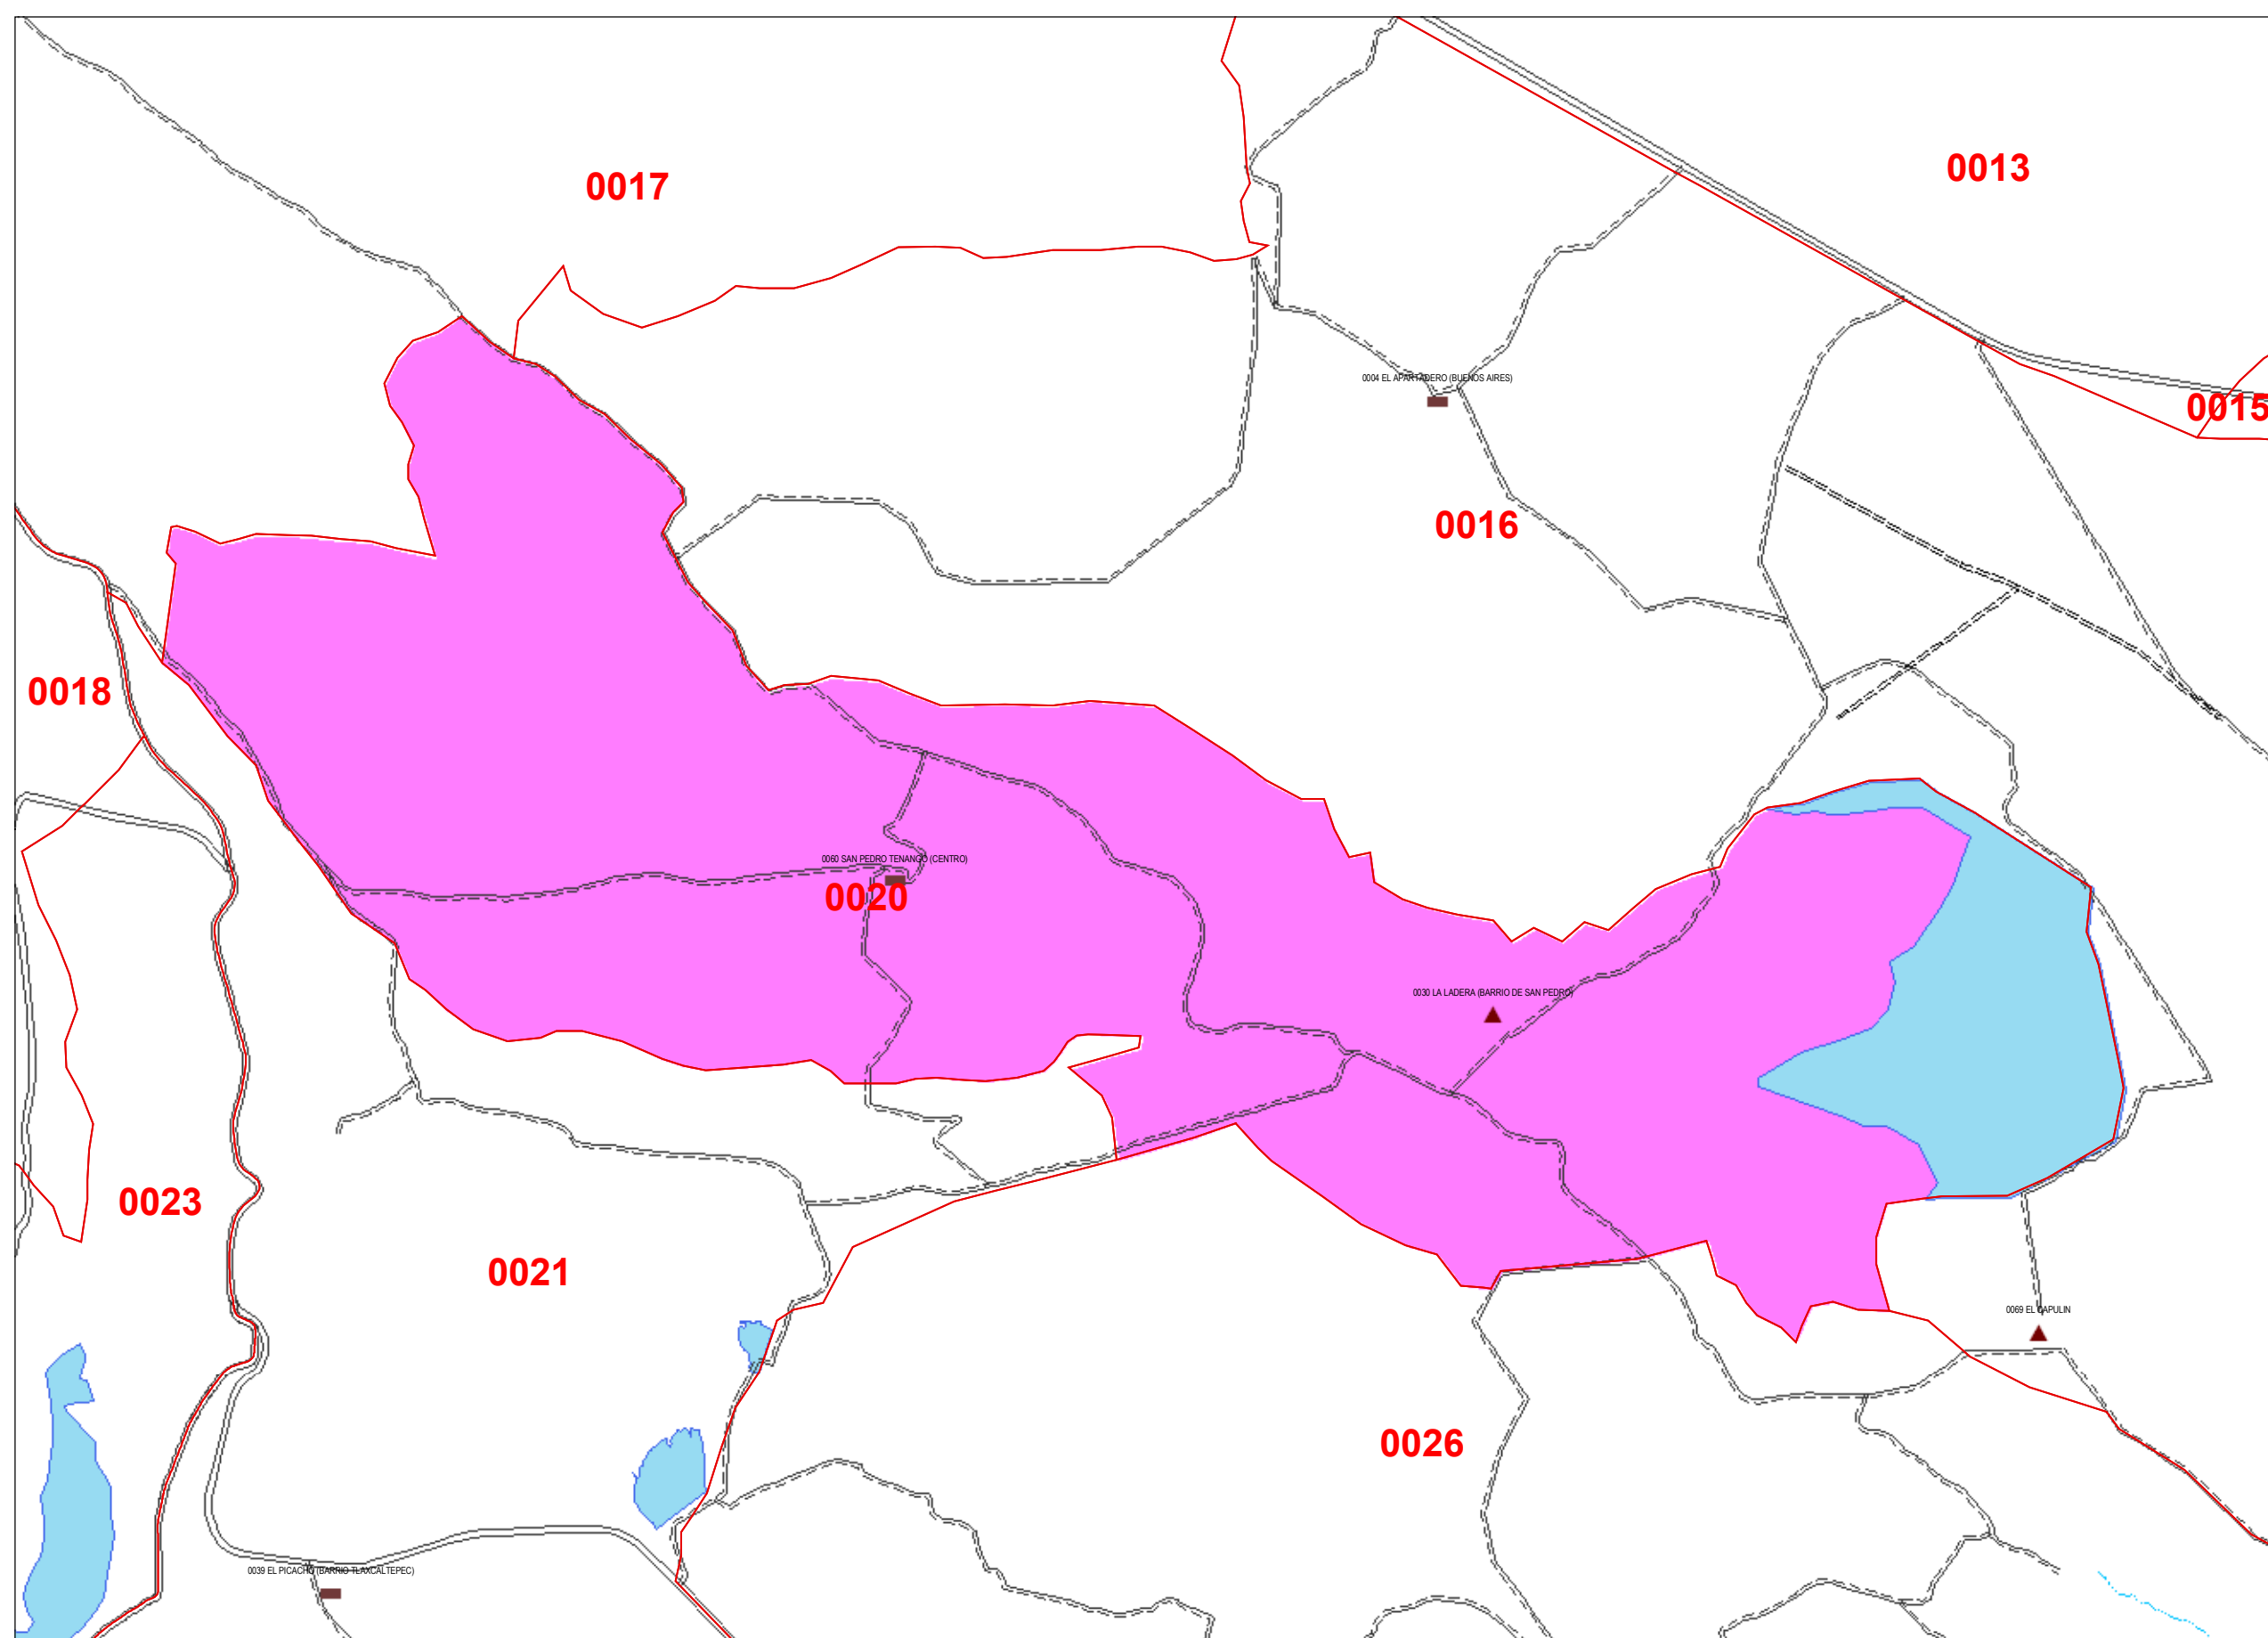 0013
0017
0004 EL APARTADERO (BUENOS AIRES)
0015
0016
0018
0060 SAN PEDRO TENANGO (CENTRO)
0020
0030 LA LADERA (BARRIO DE SAN PEDRO)
0023
0021
0069 EL CAPULIN
0026
0039 EL PICACHO (BARRIO TLAXCALTEPEC)